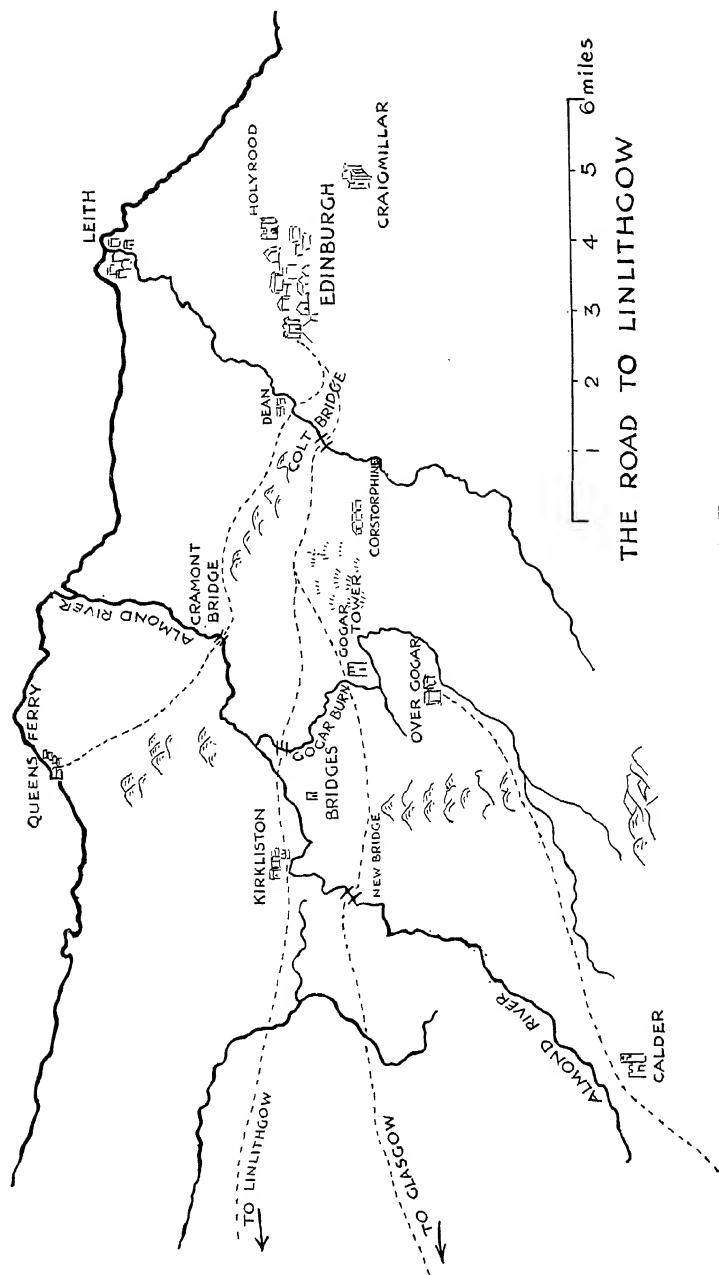 LEITH
HOLYROOD
EDINBURGH
CRAIGMILLAR
DEAN
COLT BRIDGE
CORSTORPHINE
CRAMONT
BRIDGE
ALMOND RIVER
QUEENS FERRY
GOGAR
TOWER
GOGAR BURN
OVER GOGAR
BRIDGES
KIRKLISTON
NEW BRIDGE
ALMOND RIVER
CALDER
TO LINLITHGOW
TO GLASGOW
1 2 3 4 5 6 miles
THE ROAD TO LINLITHGOW